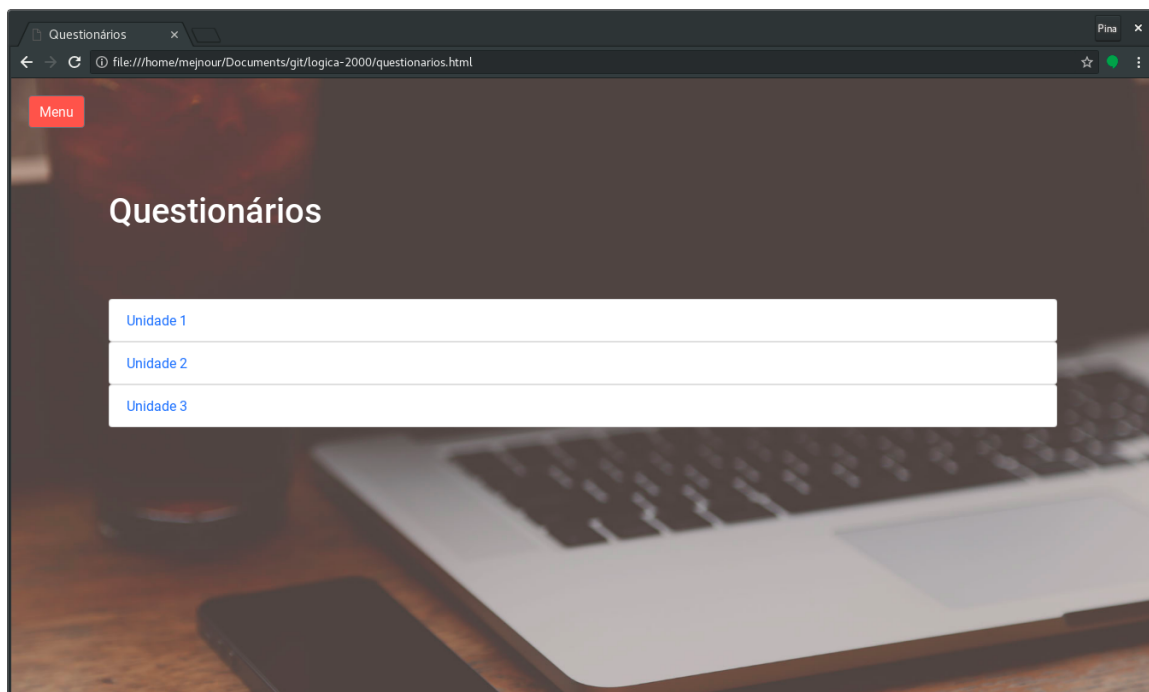 Questionários
Pina
file:///home/mejnour/Documents/git/logica-2000/questionarios.html
Menu
Questionários
Unidade 1
Unidade 2
Unidade 3